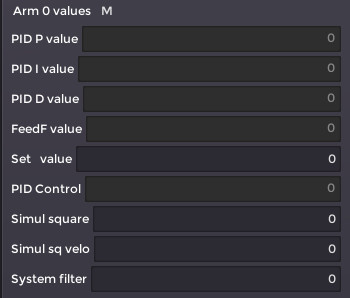 Arm 0 values M
PID P value 0
PID I value 0
PID D value 0
FeedF value 0
Set value 0
PID Control 0
Simul square 0
Simul sq velo 0
System filter 0